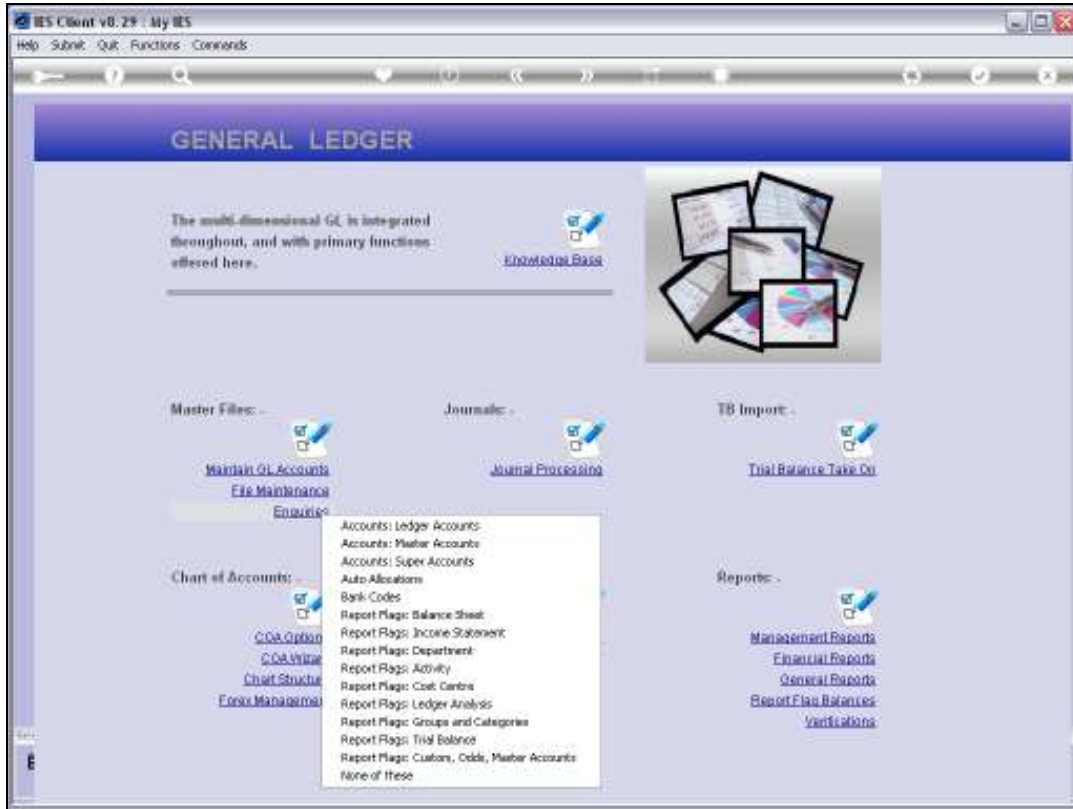 IES Client v8.29 : My IES
Help Submit Quit Functions Commands
GENERAL LEDGER
The multi-dimensional GL is integrated
throughout, and with primary functions
offered here.
Knowledge Base
Master Files: .
Journals: .
TB Import: .
Maintain GL Accounts
Journal Processing
Trial Balance Take On
File Maintenance
Enquiries
Accounts: Ledger Accounts
Accounts: Master Accounts
Accounts: Super Accounts
Auto Allocations
Bank Codes
Report Flags: Balance Sheet
Report Flags: Income Statement
Report Flags: Department
Report Flags: Activity
Report Flags: Cost Centre
Report Flags: Ledger Analysis
Report Flags: Groups and Categories
Report Flags: Trial Balance
Report Flags: Custom, Odds, Master Accounts
None of these
Chart of Accounts: .
Reports: .
COA Option
COA Wizar
Chart Structu
Forex Managemen
Management Reports
Financial Reports
General Reports
Report Flag Balances
Verifications